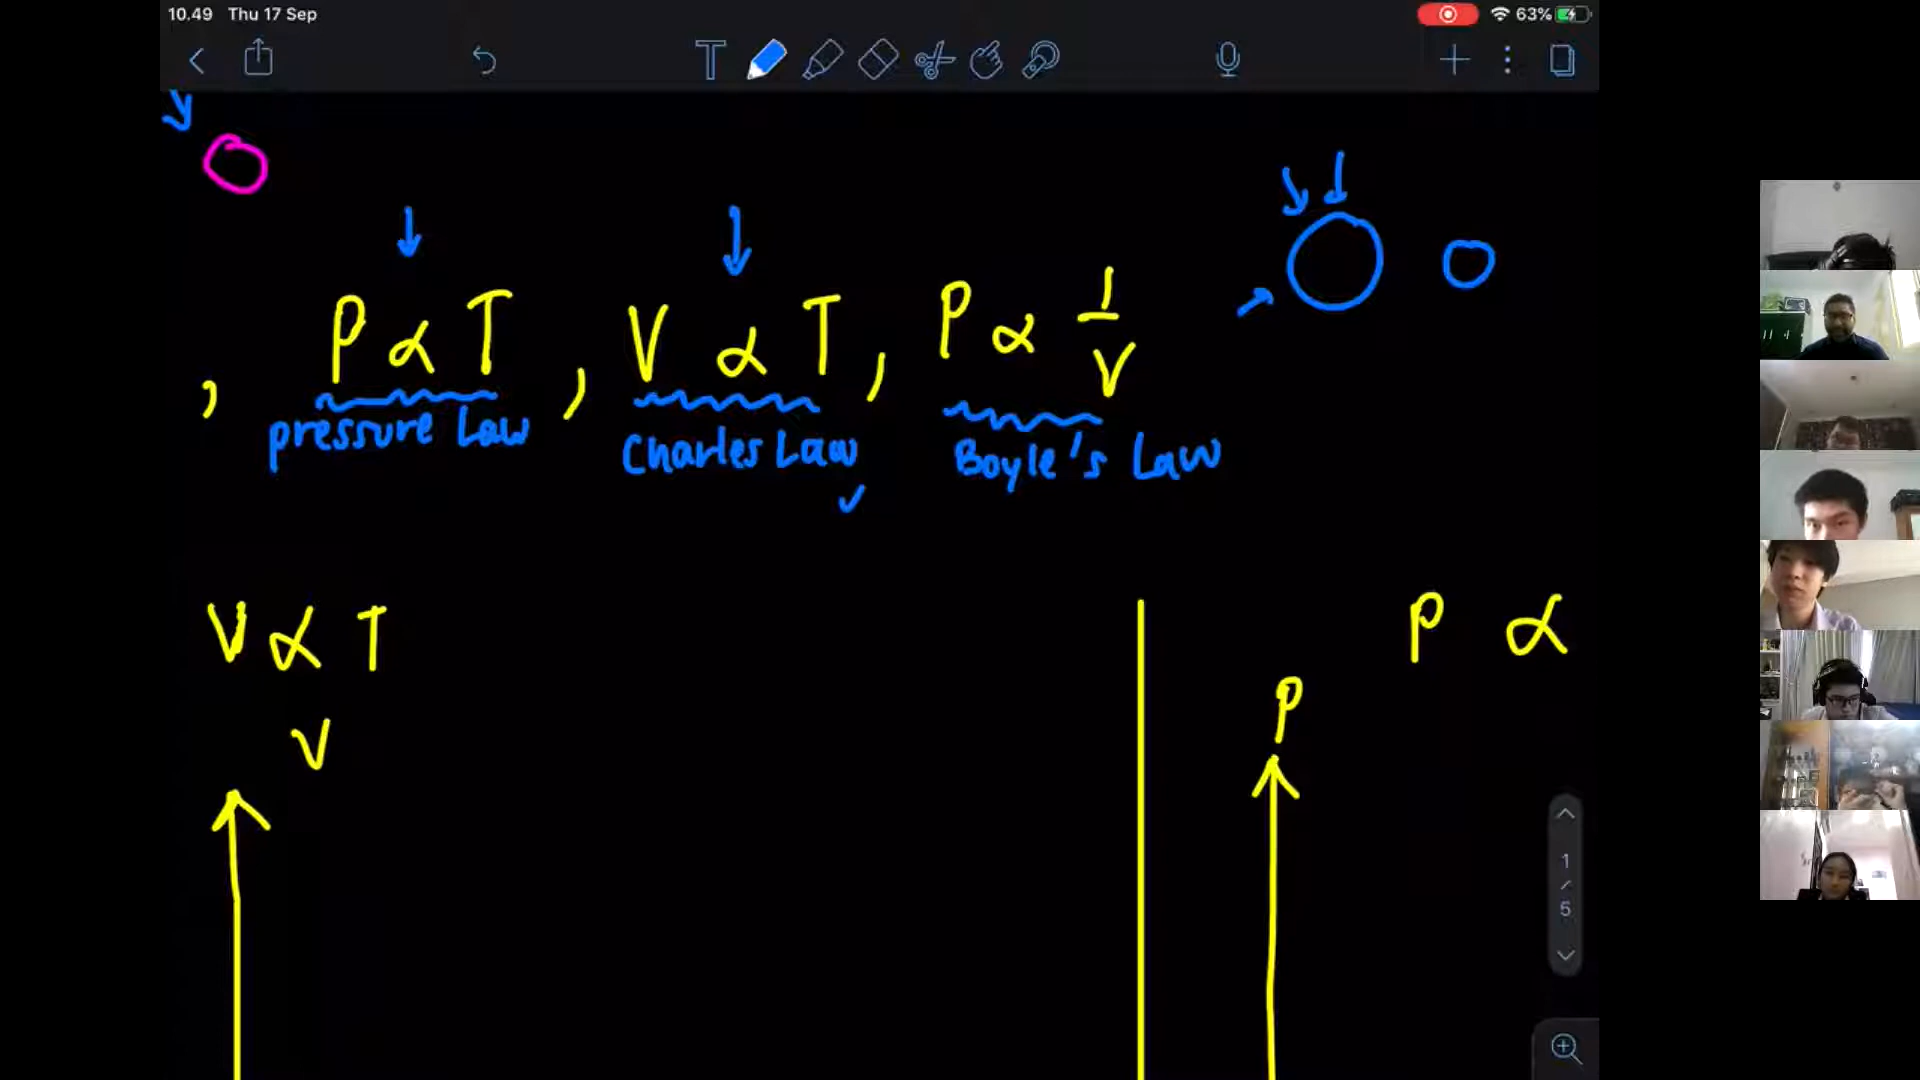 10.49 Thu 17 Sep
63%
T
, P ∝ T , V ∝ T , P ∝ 1/V
pressure Law
Charles Law
Boyle's Law
V ∝ T
P ∝
V
P
1
/
5